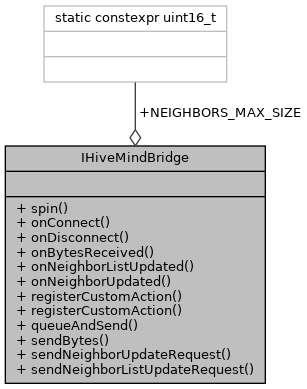 static constexpr uint16_t
+NEIGHBORS_MAX_SIZE
IHiveMindBridge
+ spin()
+ onConnect()
+ onDisconnect()
+ onBytesReceived()
+ onNeighborListUpdated()
+ onNeighborUpdated()
+ registerCustomAction()
+ registerCustomAction()
+ queueAndSend()
+ sendBytes()
+ sendNeighborUpdateRequest()
+ sendNeighborListUpdateRequest()